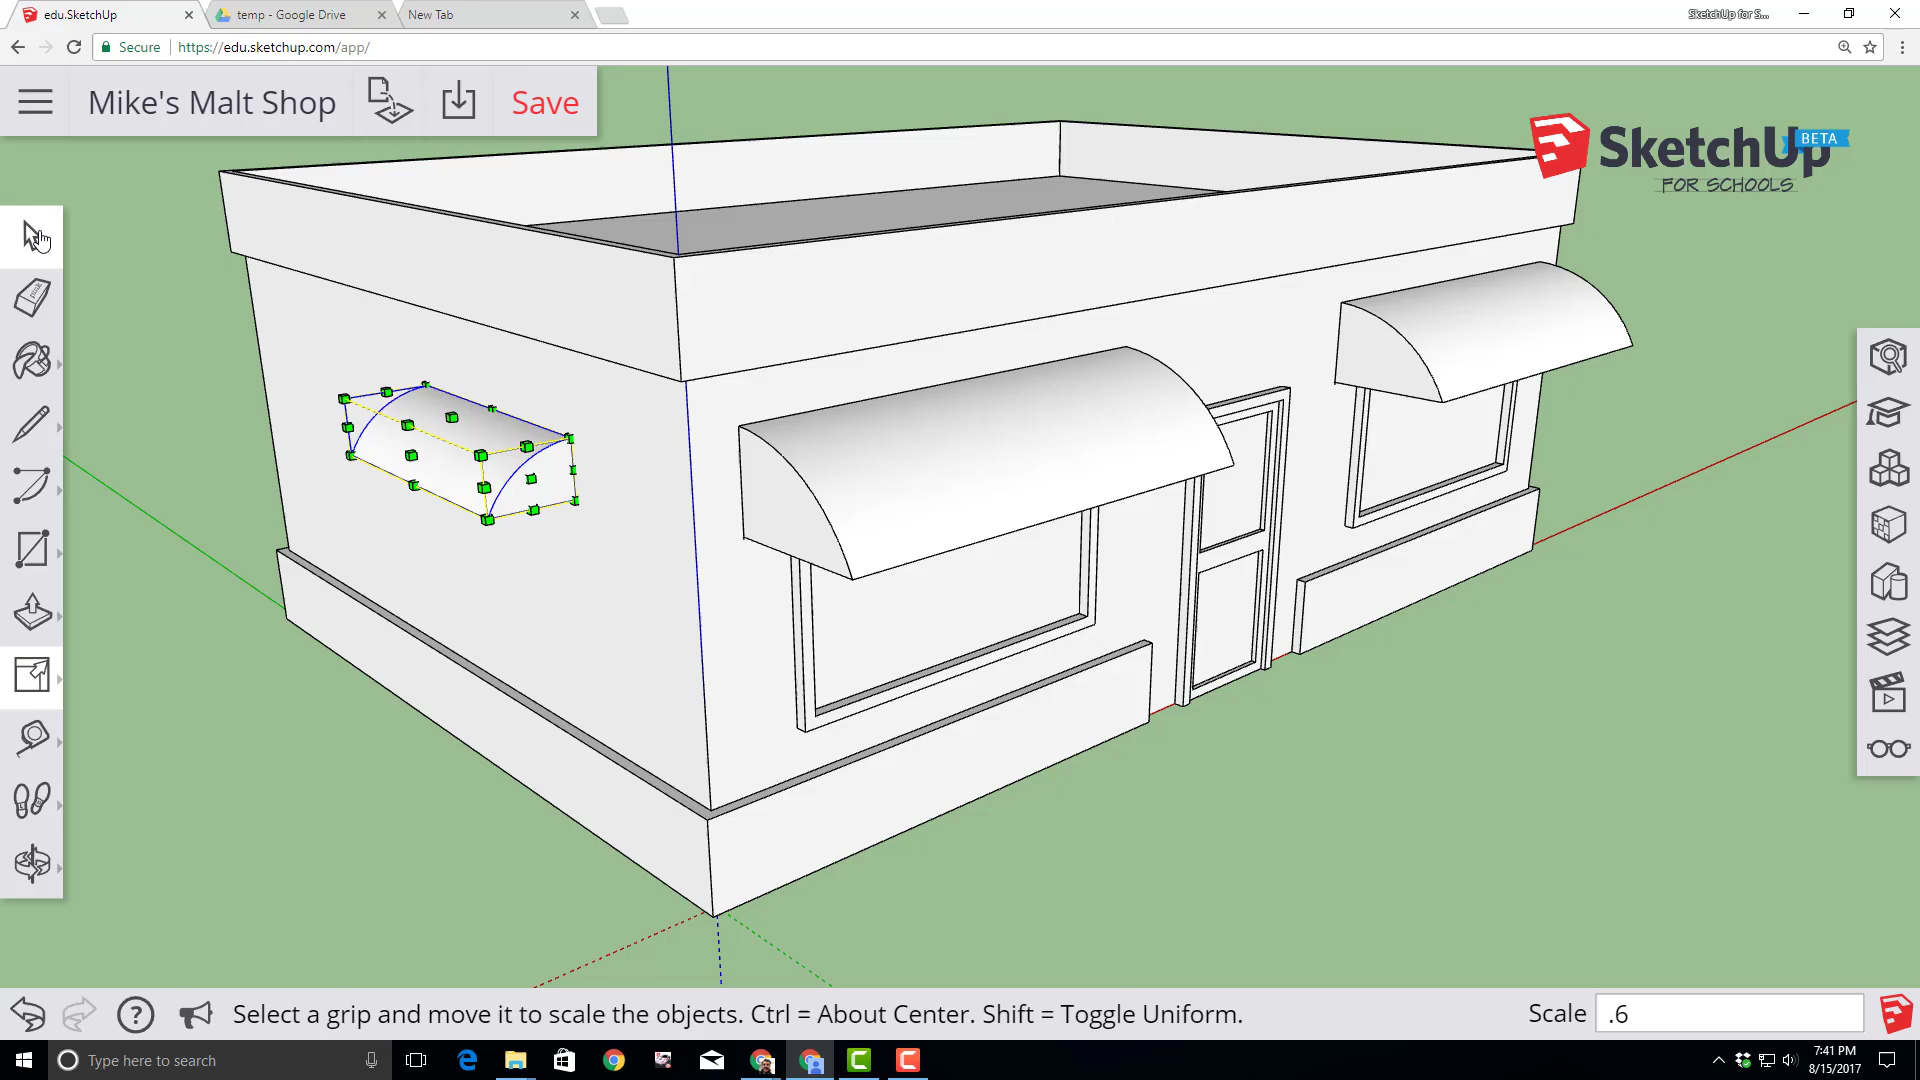 edu.SketchUp
temp - Google Drive
New Tab
SketchUp for S...
Secure
https://edu.sketchup.com/app/
Mike's Malt Shop
Save
SketchUp
BETA
FOR SCHOOLS
Select a grip and move it to scale the objects. Ctrl = About Center. Shift = Toggle Uniform.
Scale
.6
Type here to search
7:41 PM
8/15/2017